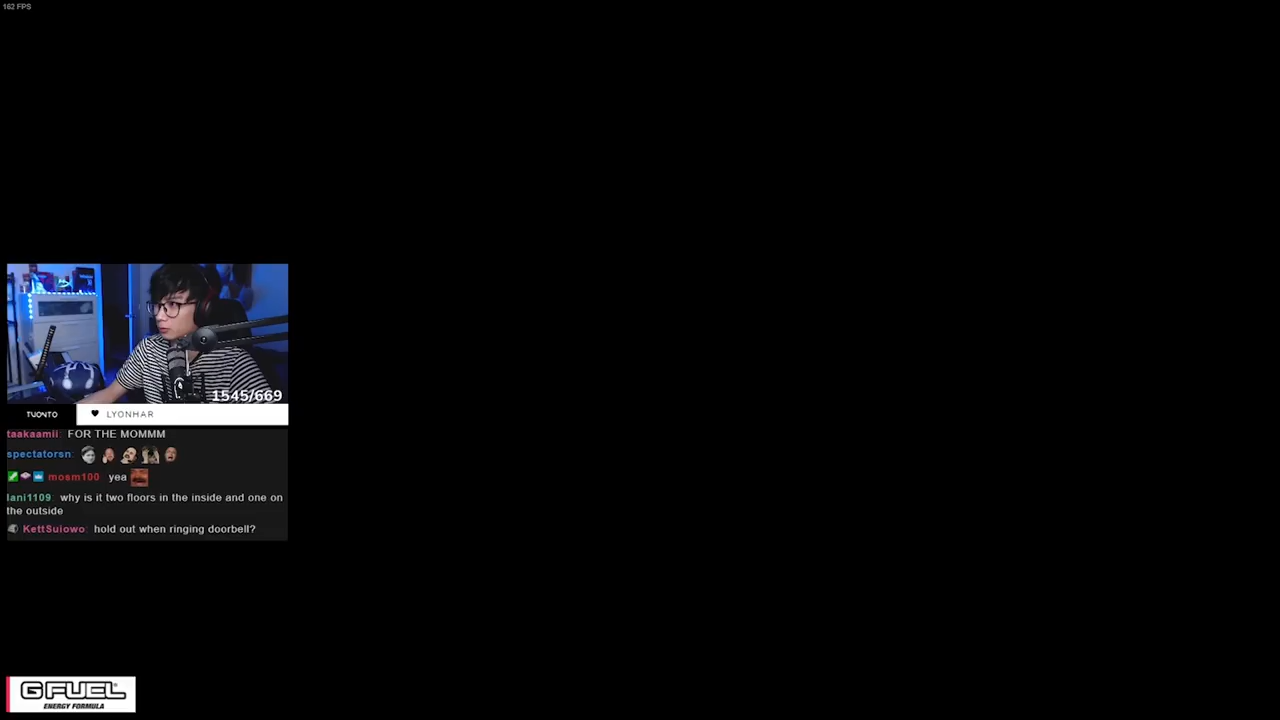 162 FPS
1545/669
TUONTO
LYONHAR
taakaamii: FOR THE MOMMM
spectatorsn:
mosm100 yea
lani1109: why is it two floors in the inside and one on
the outside
KettSuiowo: hold out when ringing doorbell?
G FUEL
ENERGY FORMULA